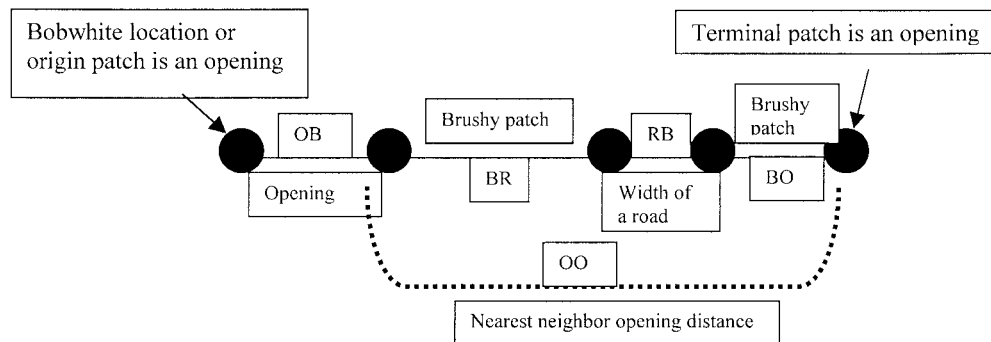 Bobwhite location or
origin patch is an opening
Terminal patch is an opening
OB
Brushy patch
RB
Brushy
patch
Opening
BR
Width of
a road
BO
OO
Nearest neighbor opening distance